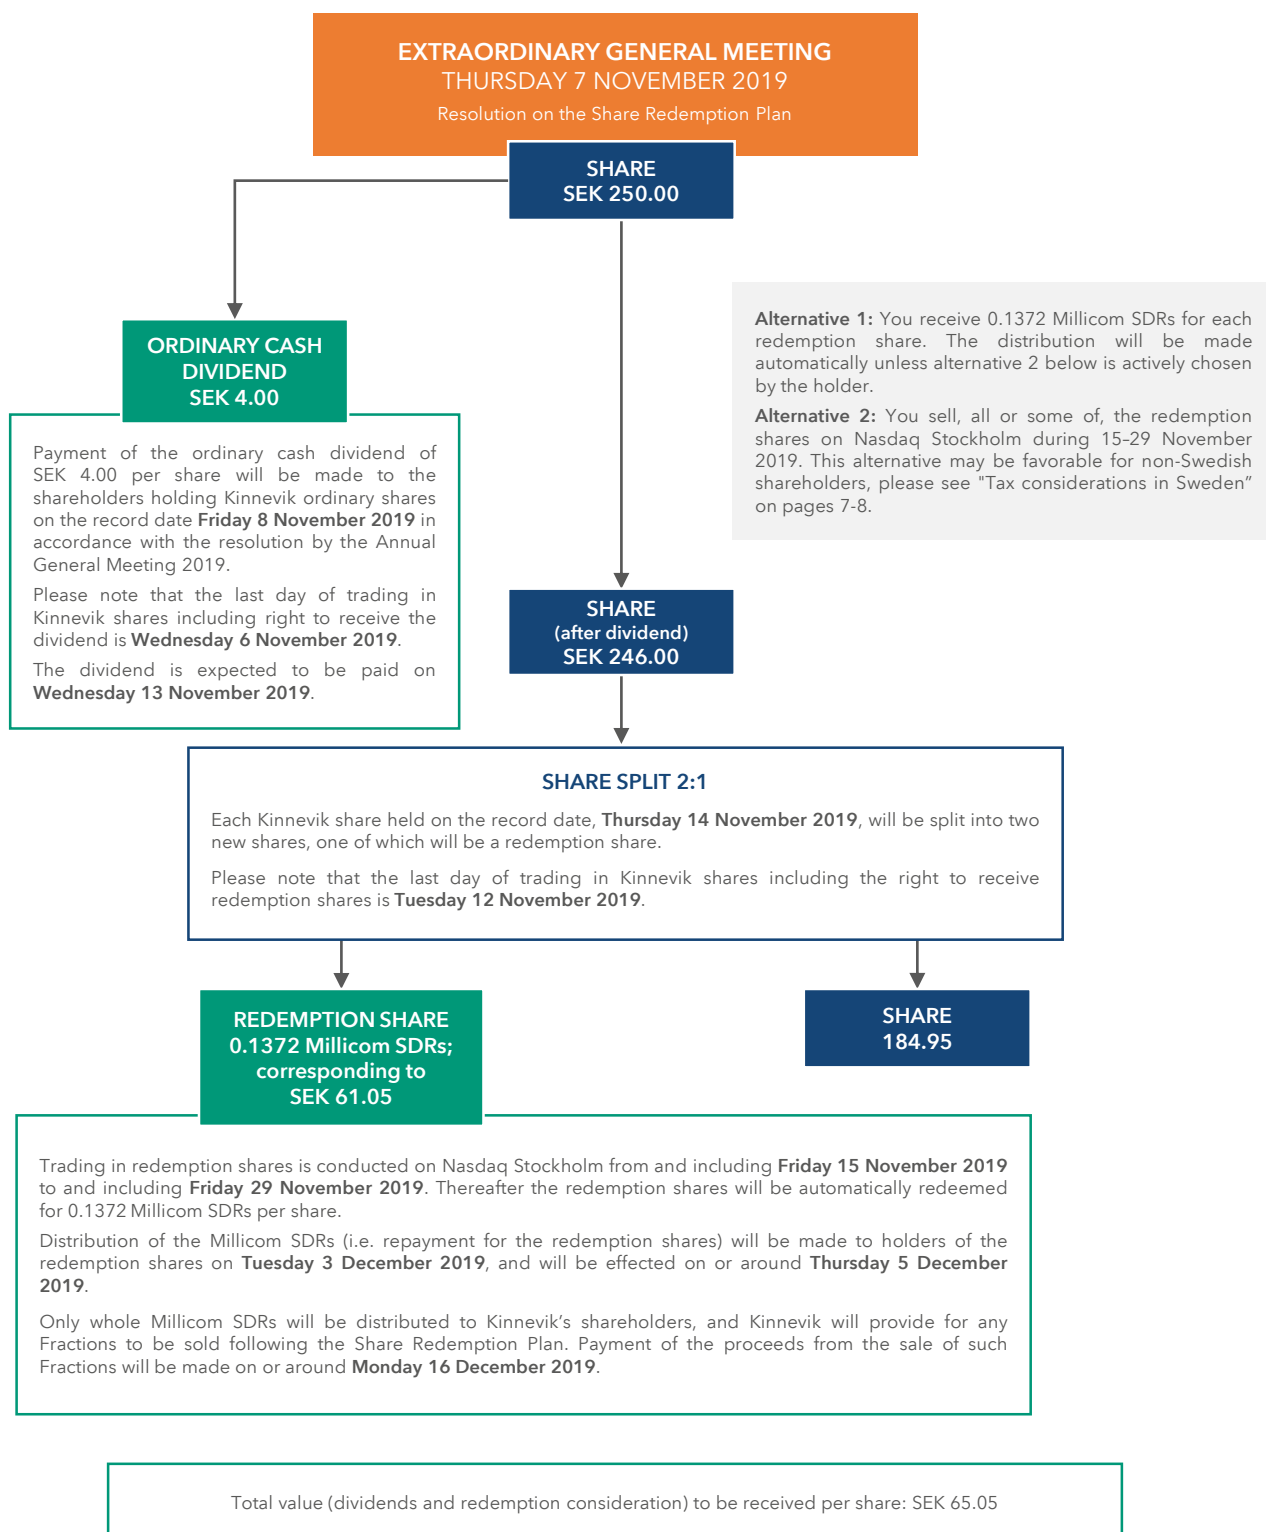 EXTRAORDINARY GENERAL MEETING
THURSDAY 7 NOVEMBER 2019
Resolution on the Share Redemption Plan
SHARE
SEK 250.00
ORDINARY CASH
DIVIDEND
SEK 4.00
Payment of the ordinary cash dividend of
SEK 4.00 per share will be made to the
shareholders holding Kinnevik ordinary shares
on the record date Friday 8 November 2019 in
accordance with the resolution by the Annual
General Meeting 2019.
Please note that the last day of trading in
Kinnevik shares including right to receive the
dividend is Wednesday 6 November 2019.
The dividend is expected to be paid on
Wednesday 13 November 2019.
Alternative 1: You receive 0.1372 Millicom SDRs for each
redemption share. The distribution will be made
automatically unless alternative 2 below is actively chosen
by the holder.
Alternative 2: You sell, all or some of, the redemption
shares on Nasdaq Stockholm during 15–29 November
2019. This alternative may be favorable for non-Swedish
shareholders, please see "Tax considerations in Sweden”
on pages 7-8.
SHARE
(after dividend)
SEK 246.00
SHARE SPLIT 2:1
Each Kinnevik share held on the record date, Thursday 14 November 2019, will be split into two
new shares, one of which will be a redemption share.
Please note that the last day of trading in Kinnevik shares including the right to receive
redemption shares is Tuesday 12 November 2019.
REDEMPTION SHARE
0.1372 Millicom SDRs;
corresponding to
SEK 61.05
SHARE
184.95
Trading in redemption shares is conducted on Nasdaq Stockholm from and including Friday 15 November 2019
to and including Friday 29 November 2019. Thereafter the redemption shares will be automatically redeemed
for 0.1372 Millicom SDRs per share.
Distribution of the Millicom SDRs (i.e. repayment for the redemption shares) will be made to holders of the
redemption shares on Tuesday 3 December 2019, and will be effected on or around Thursday 5 December
2019.
Only whole Millicom SDRs will be distributed to Kinnevik’s shareholders, and Kinnevik will provide for any
Fractions to be sold following the Share Redemption Plan. Payment of the proceeds from the sale of such
Fractions will be made on or around Monday 16 December 2019.
Total value (dividends and redemption consideration) to be received per share: SEK 65.05